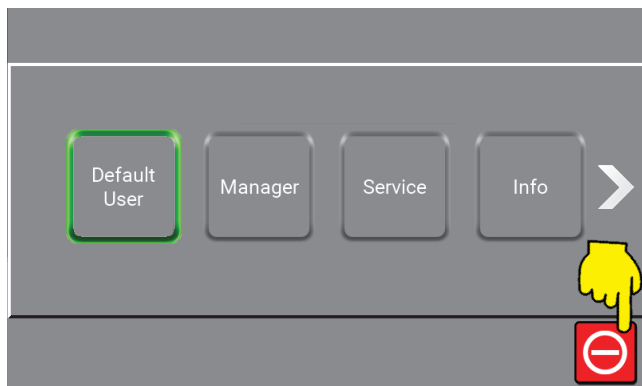 Default
User
Manager
Service
Info